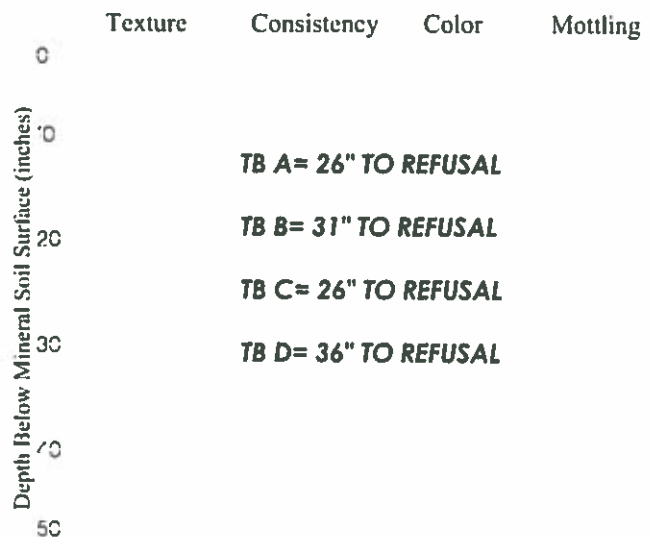 Texture Consistency Color Mottling
Depth Below Mineral Soil Surface (inches)
0
10
TB A= 26" TO REFUSAL
TB B= 31" TO REFUSAL
20
TB C= 26" TO REFUSAL
30
TB D= 36" TO REFUSAL
40
50